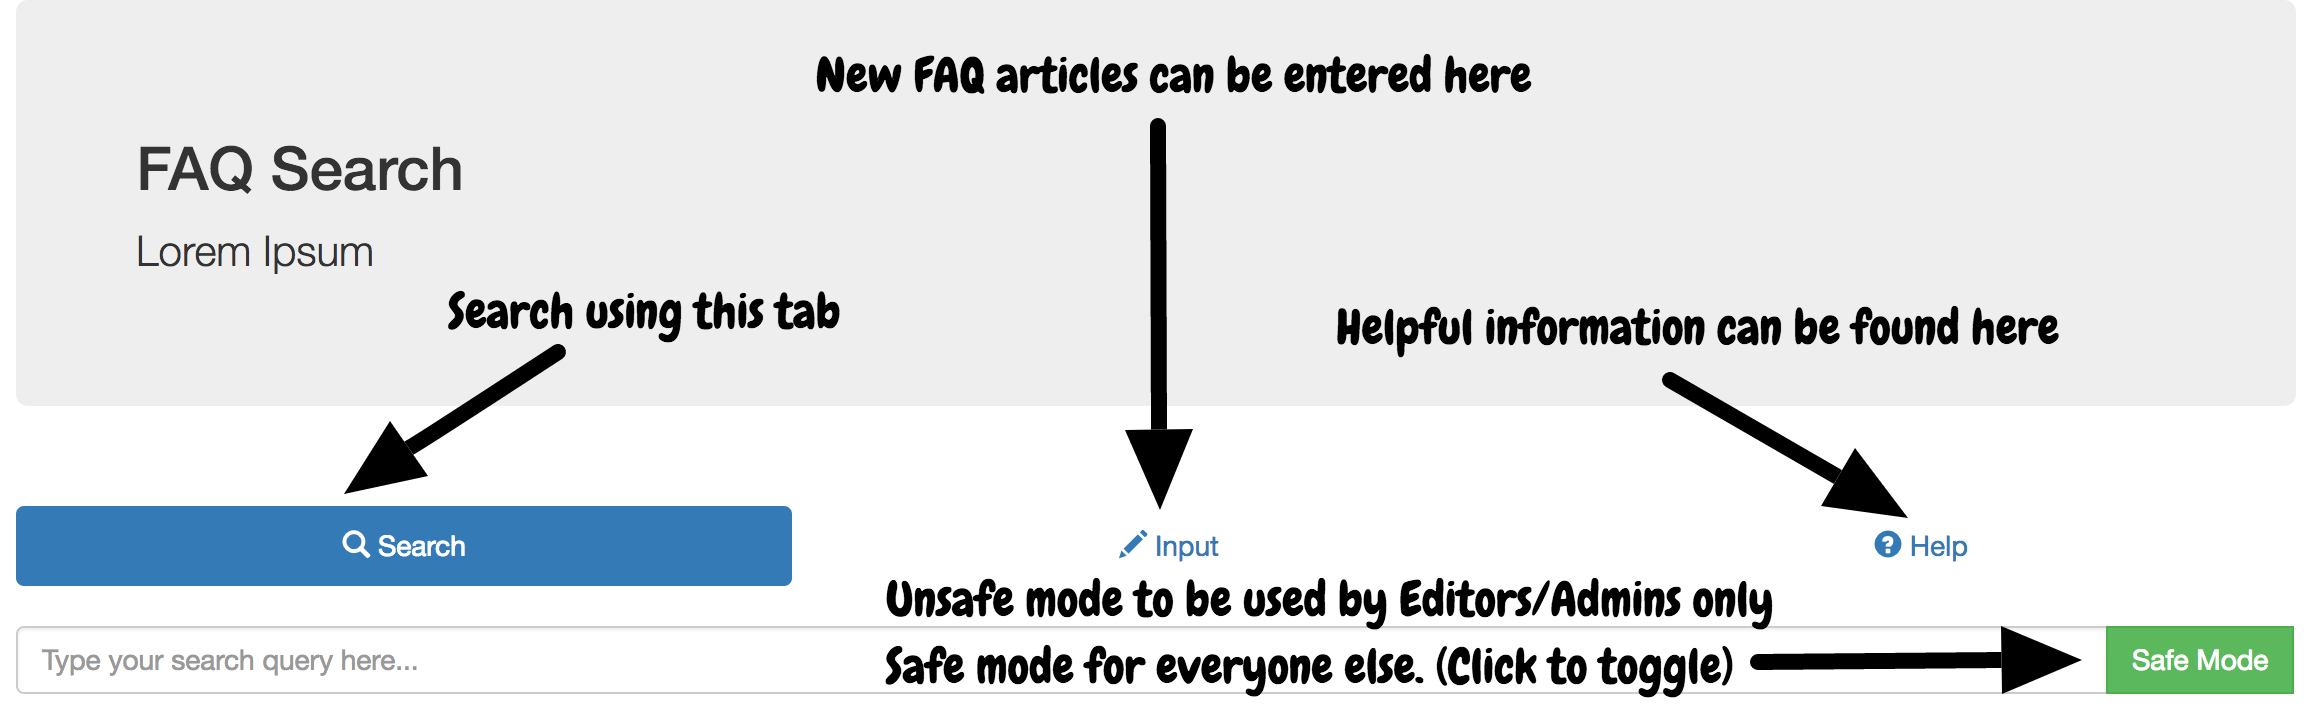 New FAQ articles can be entered here
FAQ Search
Lorem Ipsum
Search using this tab
Helpful information can be found here
Search
Input
Help
Unsafe mode to be used by Editors/Admins only
Type your search query here...
Safe mode for everyone else. (Click to toggle)
Safe Mode